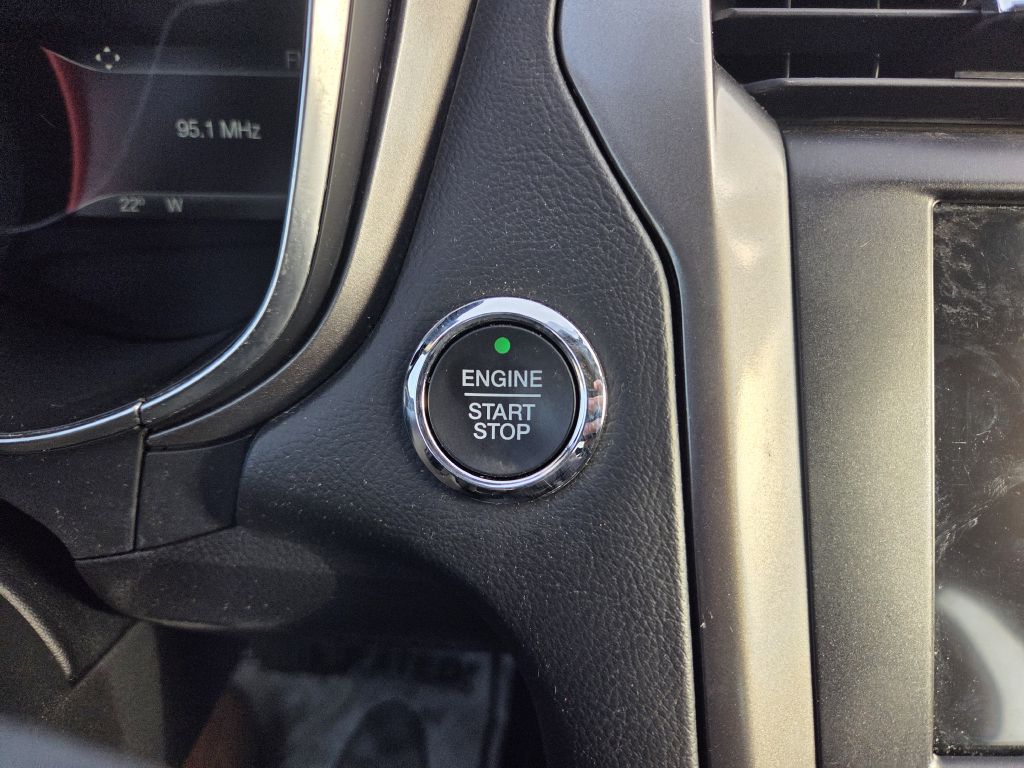 95.1 MHz
22° W
ENGINE
START
STOP